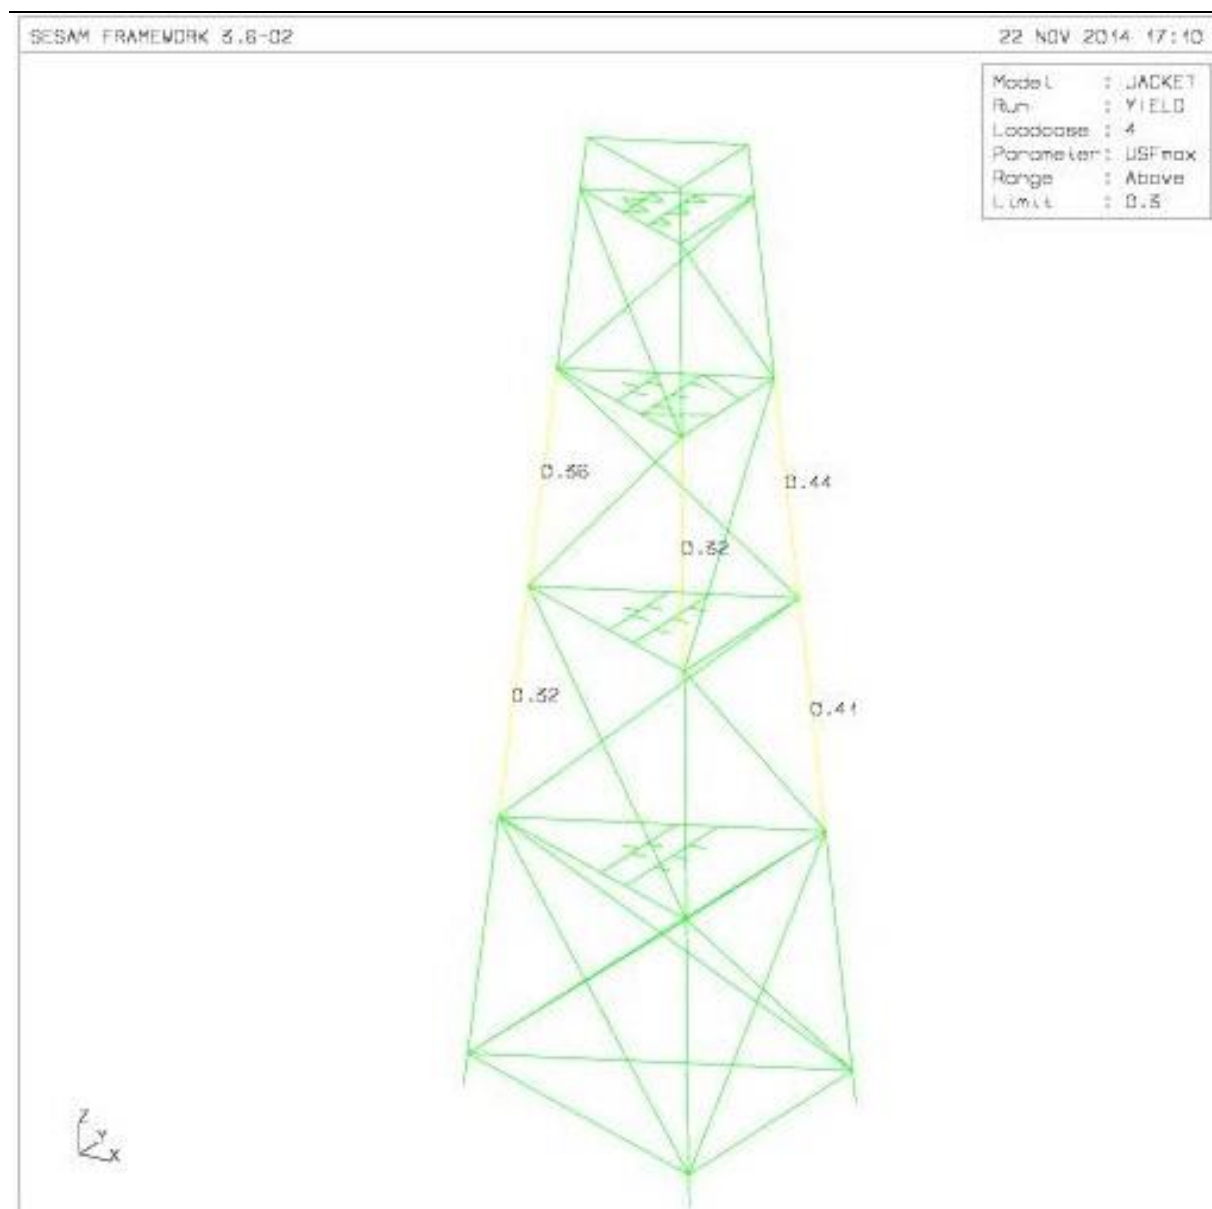 SESAM FRAMEWORK 3.6-02
22 NOV 2014 17:10
Model : JACKET
Run : YIELD
Loadcase : 4
Parameter: USFmax
Range : Above
Limit : 0.3
0.36
0.44
0.32
0.32
0.41
Z
Y
X